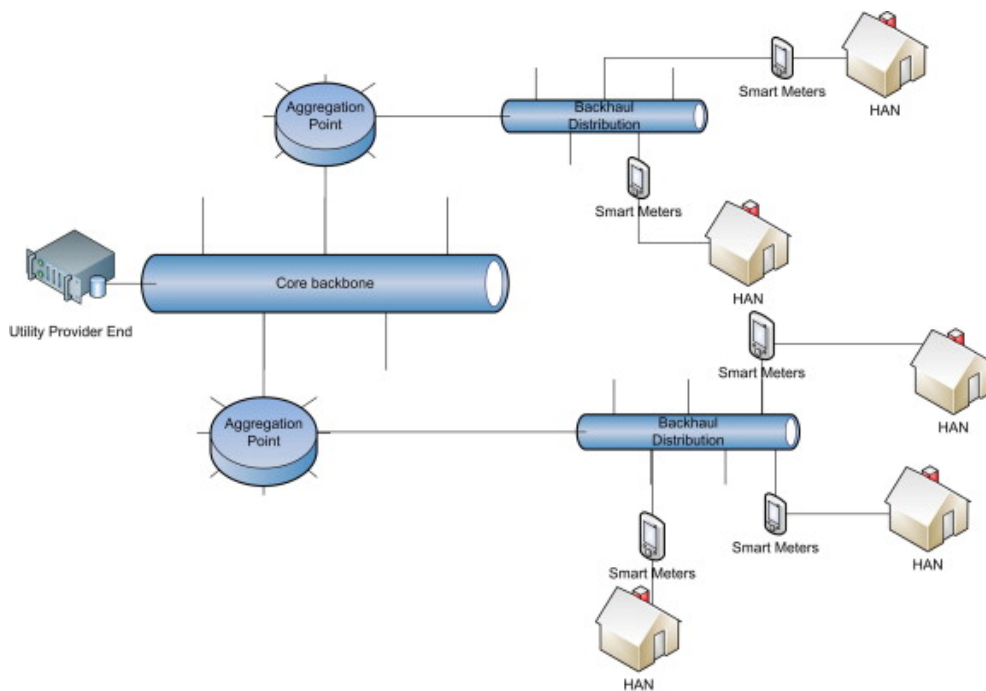 Smart Meters
HAN
Aggregation
Point
Backhaul
Distribution
Smart Meters
HAN
Core backbone
Utility Provider End
Smart Meters
HAN
Aggregation
Point
Backhaul
Distribution
Smart Meters
HAN
Smart Meters
HAN